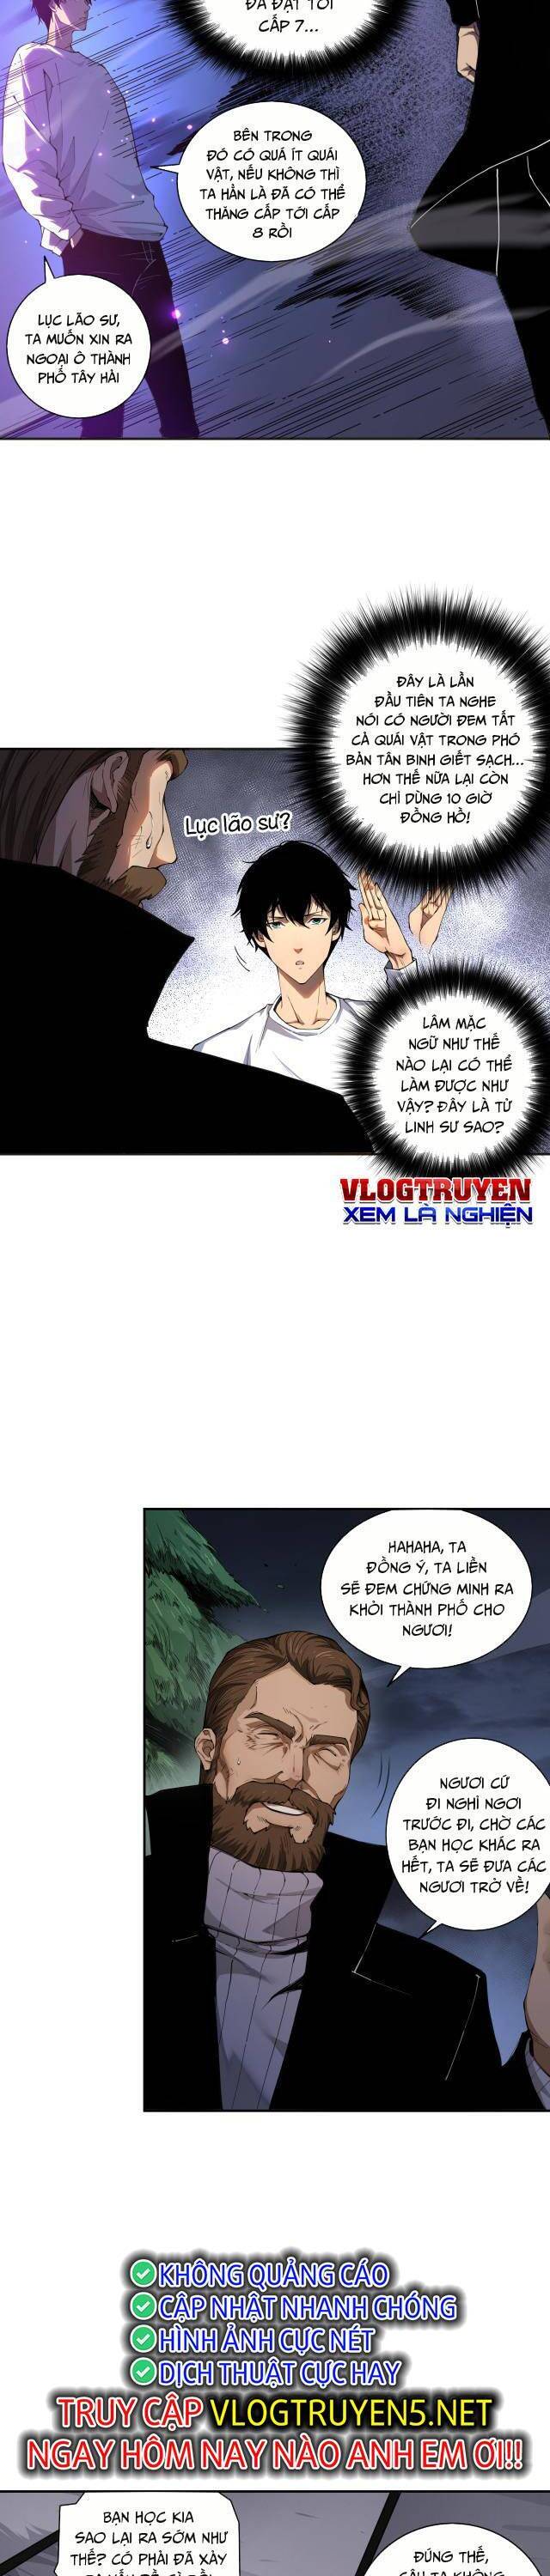 ĐÃ ĐẠT TỚI
CẤP 7...
BÊN TRONG
ĐÓ CÓ QUÁ ÍT QUÁI
VẬT, NẾU KHÔNG THÌ
TA HẲN LÀ ĐÃ CÓ THỂ
THĂNG CẤP TỚI CẤP
8 RỒI
LỤC LÃO SƯ,
TA MUỐN XIN RA
NGOẠI Ô THÀNH
PHỐ TÂY HẢI
ĐÂY LÀ LẦN
ĐẦU TIÊN TA NGHE
NÓI CÓ NGƯỜI ĐEM TẤT
CẢ QUÁI VẬT TRONG PHÓ
BẢN TÂN BINH GIẾT SẠCH...
HƠN THẾ NỮA LẠI CÒN
CHỈ DÙNG 10 GIỜ
ĐỒNG HỒ!
Lục lão sư?
LÂM MẶC
NGỮ NHƯ THẾ
NÀO LẠI CÓ THỂ
LÀM ĐƯỢC NHƯ
VẬY? ĐÂY LÀ TỬ
LINH SƯ SAO?
VLOGTRUYEN
XEM LÀ NGHIỆN
HAHAHA, TA
ĐỒNG Ý, TA LIỀN
SẼ ĐEM CHỨNG MINH RA
KHỎI THÀNH PHỐ CHO
NGƯƠI!
NGƯƠI CỨ
ĐI NGHỈ NGƠI
TRƯỚC ĐI, CHỜ CÁC
BẠN HỌC KHÁC RA
HẾT, TA SẼ ĐƯA CÁC
NGƯƠI TRỞ VỀ!
KHÔNG QUẢNG CÁO
CẬP NHẬT NHANH CHÓNG
HÌNH ẢNH CỰC NÉT
DỊCH THUẬT CỰC HAY
TRUY CẬP VLOGTRUYEN5.NET
NGAY HÔM NAY NÀO ANH EM ƠI!!
BẠN HỌC KIA
SAO LẠI RA SỚM NHƯ
THẾ? CÓ PHẢI ĐÃ XẢY
ĐÚNG THẾ,
CẬU TA KHÔNG